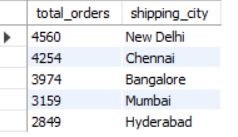 total_orders shipping_city
4560 New Delhi
4254 Chennai
3974 Bangalore
3159 Mumbai
2849 Hyderabad